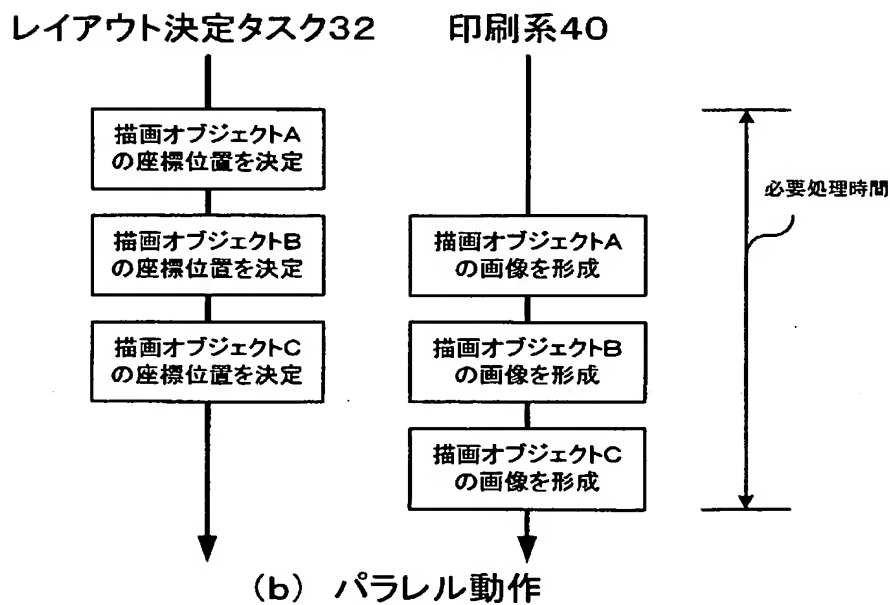 レイアウト決定タスク32
印刷系40
描画オブジェクトA
の座標位置を決定
必要処理時間
描画オブジェクトB
の座標位置を決定
描画オブジェクトA
の画像を形成
描画オブジェクトC
の座標位置を決定
描画オブジェクトB
の画像を形成
描画オブジェクトC
の画像を形成
(b) パラレル動作